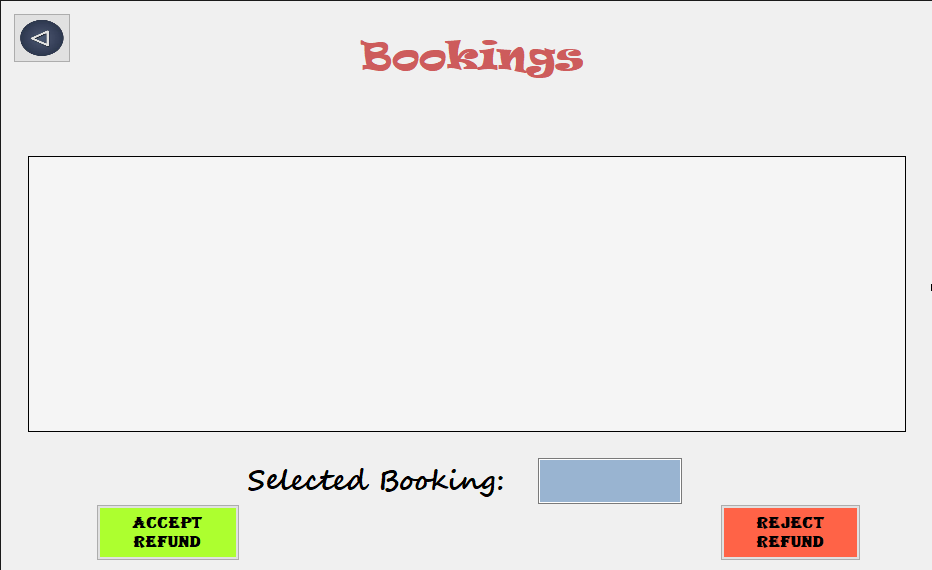 Bookings
Selected Booking:
ACCEPT
REFUND
REJECT
REFUND